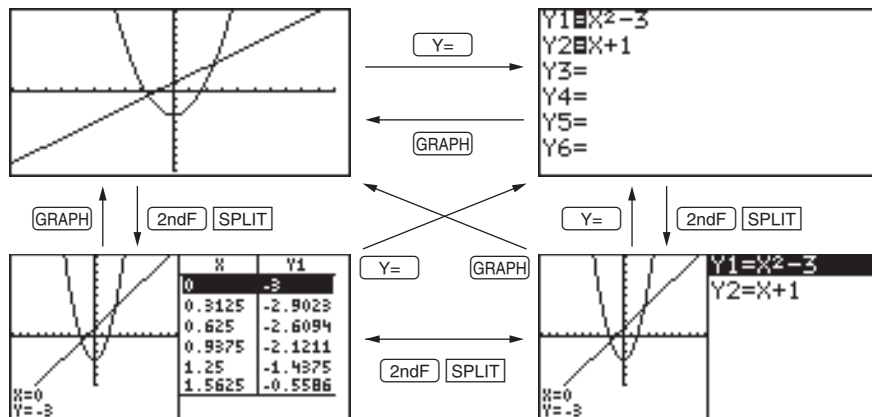 Y=
GRAPH
Y1=X²-3
Y2=X+1
Y3=
Y4=
Y5=
Y6=
GRAPH
2ndF SPLIT
Y=
2ndF SPLIT
X=0
Y=-3
X Y1
0 -3
0.3125 -2.9023
0.625 -2.6094
0.9375 -2.1211
1.25 -1.4375
1.5625 -0.5586
Y=
GRAPH
2ndF SPLIT
X=0
Y=-3
Y1=X²-3
Y2=X+1